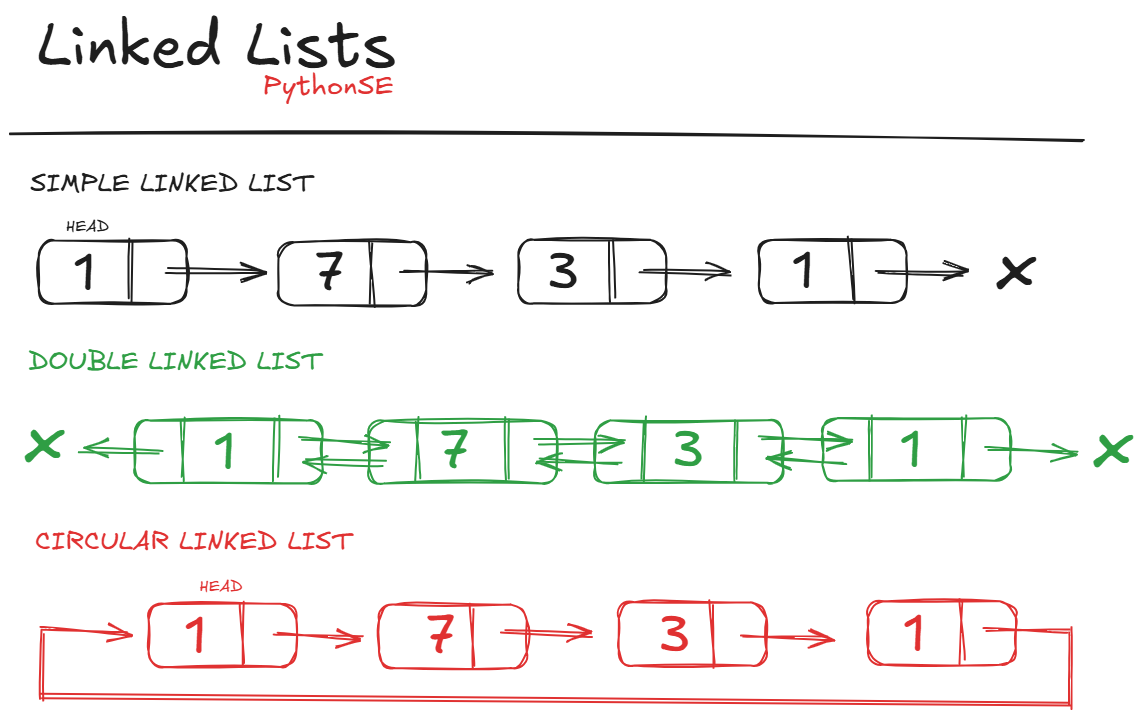 Linked Lists
PythonSE
SIMPLE LINKED LIST
HEAD
1 7 3 1 X
DOUBLE LINKED LIST
X 1 7 3 1 X
CIRCULAR LINKED LIST
HEAD
1 7 3 1